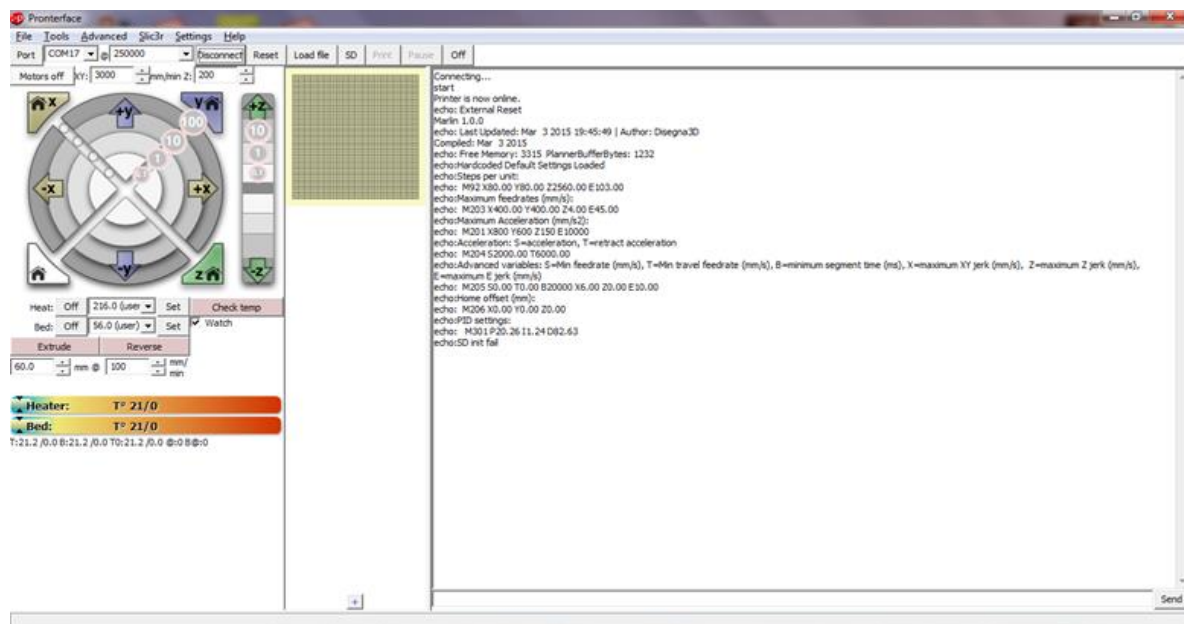 Pronterface
File Tools Advanced Slic3r Settings Help
Port COM17 @ 250000 Disconnect Reset Load file SD Print Pause Off
Motors off XY: 3000 mm/min Z: 200
x +y y 100 10 1 0.1 -x +x -y z
+z 10 1 0.1 -z
Heat: Off 216.0 (user Set Check temp
Bed: Off 56.0 (user) Set Watch
Extrude Reverse
60.0 mm @ 100 mm/
min
Heater: T° 21/0
Bed: T° 21/0
T:21.2 /0.0 B:21.2 /0.0 T0:21.2 /0.0 @:0 B@:0
+
Connecting...
start
Printer is now online.
echo: External Reset
Marlin 1.0.0
echo: Last Updated: Mar 3 2015 19:45:49 | Author: Disegna3D
Compiled: Mar 3 2015
echo: Free Memory: 3315 PlannerBufferBytes: 1232
echo:Hardcoded Default Settings Loaded
echo:Steps per unit:
echo: M92 X80.00 Y80.00 Z2560.00 E103.00
echo:Maximum feedrates (mm/s):
echo: M203 X400.00 Y400.00 Z4.00 E45.00
echo:Maximum Acceleration (mm/s2):
echo: M201 X800 Y600 Z150 E10000
echo:Acceleration: S=acceleration, T=retract acceleration
echo: M204 S2000.00 T6000.00
echo:Advanced variables: S=Min feedrate (mm/s), T=Min travel feedrate (mm/s), B=minimum segment time (ms), X=maximum XY jerk (mm/s), Z=maximum Z jerk (mm/s),
E=maximum E jerk (mm/s)
echo: M205 S0.00 T0.00 B20000 X6.00 Z0.00 E10.00
echo:Home offset (mm):
echo: M206 X0.00 Y0.00 Z0.00
echo:PID settings:
echo: M301 P20.26 I1.24 D82.63
echo:SD init fail
Send